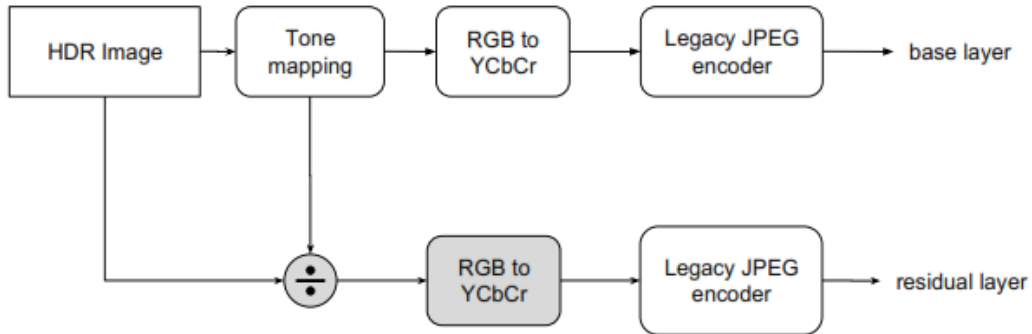 HDR Image
Tone
mapping
RGB to
YCbCr
Legacy JPEG
encoder
base layer
÷
RGB to
YCbCr
Legacy JPEG
encoder
residual layer